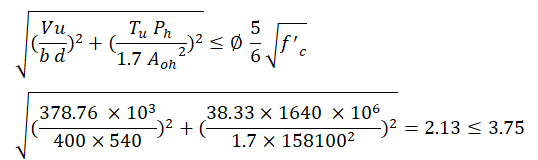 √((Vu/b d)² + (T_u P_h/1.7 A_oh²)²) ≤ Ø 5/6 √f'_c
√((378.76 × 10³/400 × 540)² + (38.33 × 1640 × 10⁶/1.7 × 158100²)²) = 2.13 ≤ 3.75